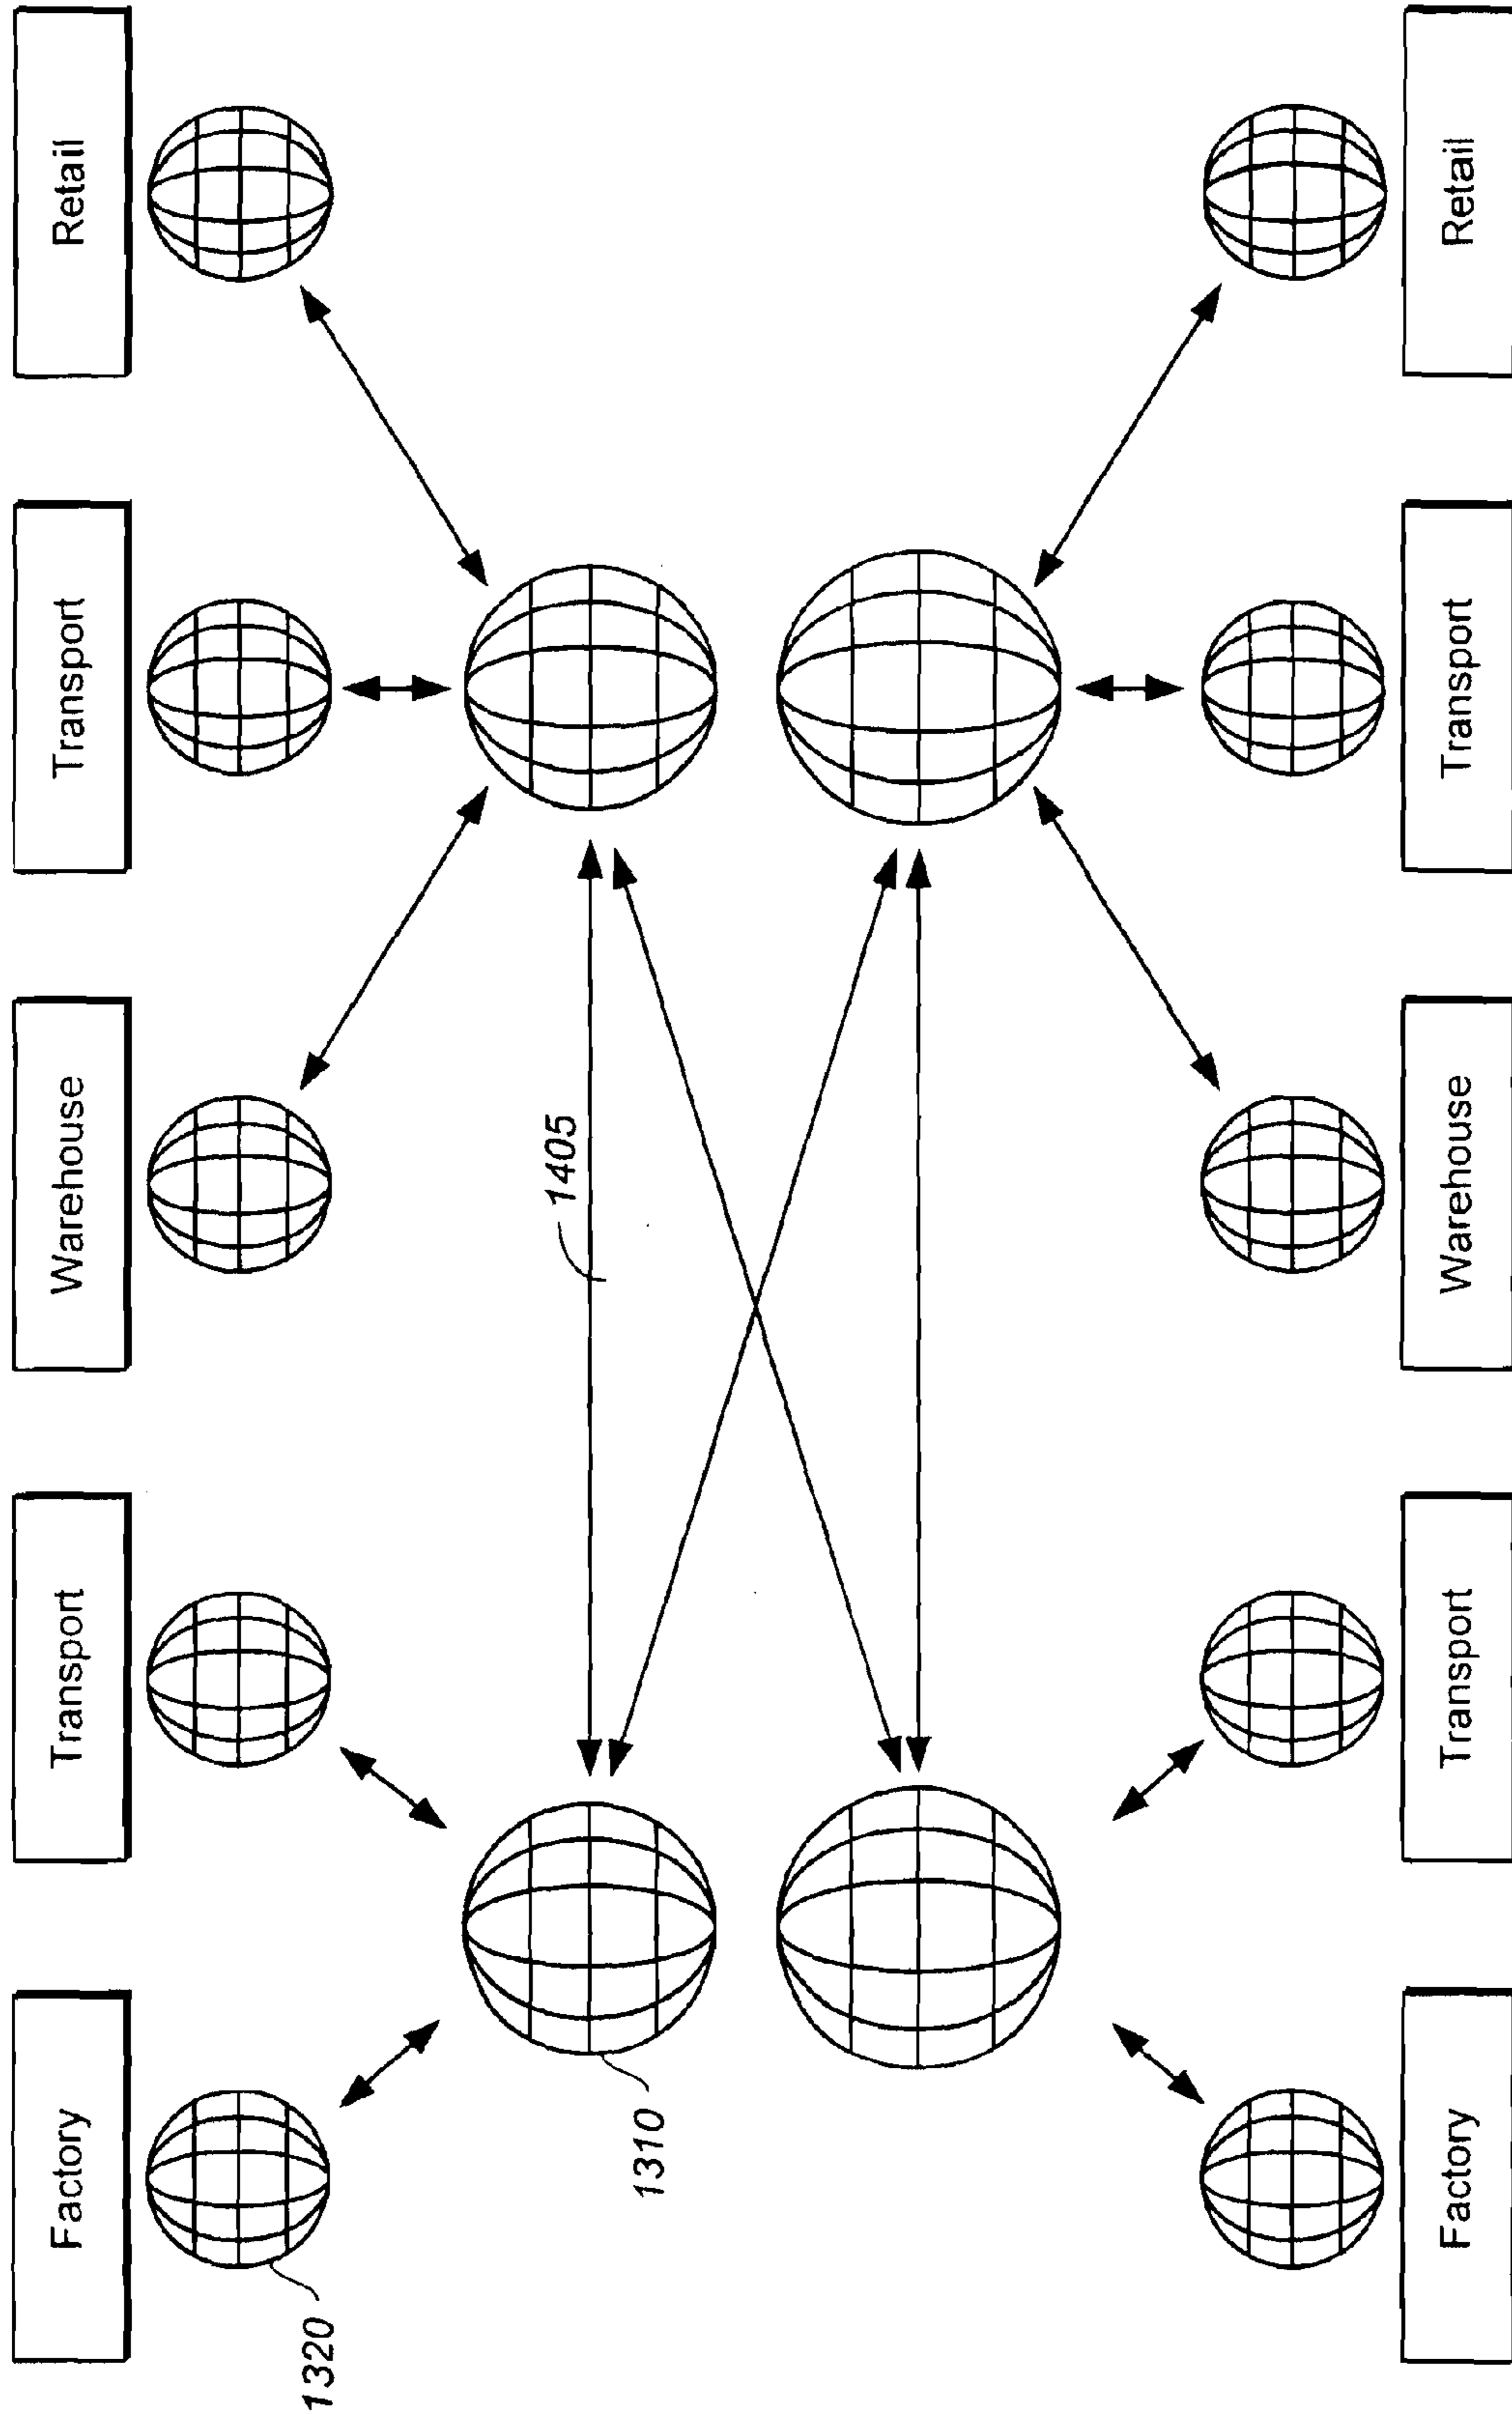 Factory
Transport
Warehouse
Transport
Retail
1320
1310
1405
Factory
Transport
Warehouse
Transport
Retail